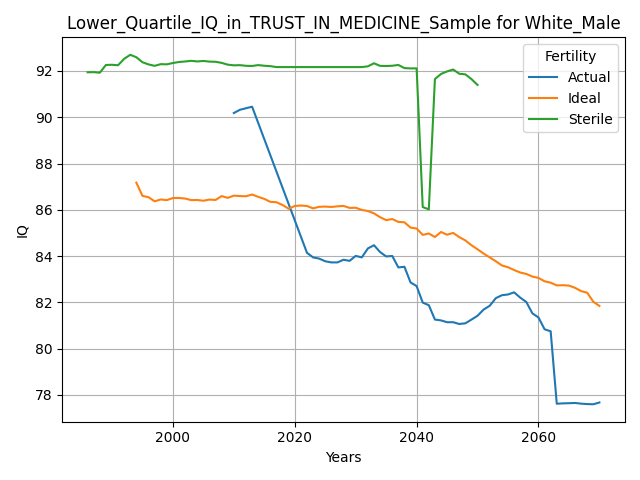 Lower_Quartile_IQ_in_TRUST_IN_MEDICINE_Sample for White_Male
Fertility
Actual
Ideal
Sterile
92
90
88
86
84
82
80
78
IQ
2000
2020
2040
2060
Years